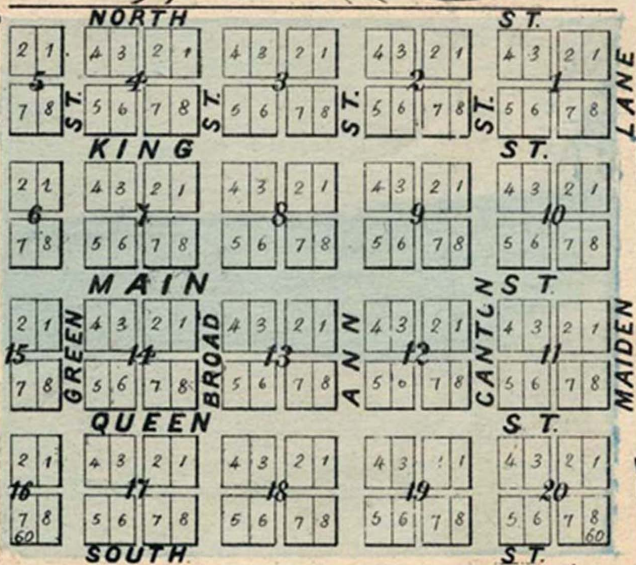 NORTH ST.
2 1 4 3 2 1 4 3 2 1 4 3 2 1 4 3 2 1
5 4 3 2 1
7 8 5 6 7 8 5 6 7 8 5 6 7 8 5 6 7 8
ST. ST. ST. ST. LANE
KING ST.
2 1 4 3 2 1 4 3 2 1 4 3 2 1 4 3 2 1
6 7 8 9 10
7 8 5 6 7 8 5 6 7 8 5 6 7 8 5 6 7 8
MAIN ST.
2 1 4 3 2 1 4 3 2 1 4 3 2 1 4 3 2 1
15 14 13 12 11
7 8 5 6 7 8 5 6 7 8 5 6 7 8 5 6 7 8
GREEN BROAD ANN CANTON MAIDEN
QUEEN ST.
2 1 4 3 2 1 4 3 2 1 4 3 1 4 3 2 1
16 17 18 19 20
7 8 5 6 7 8 5 6 7 8 5 6 7 8 5 6 7 8
60 60
SOUTH ST.